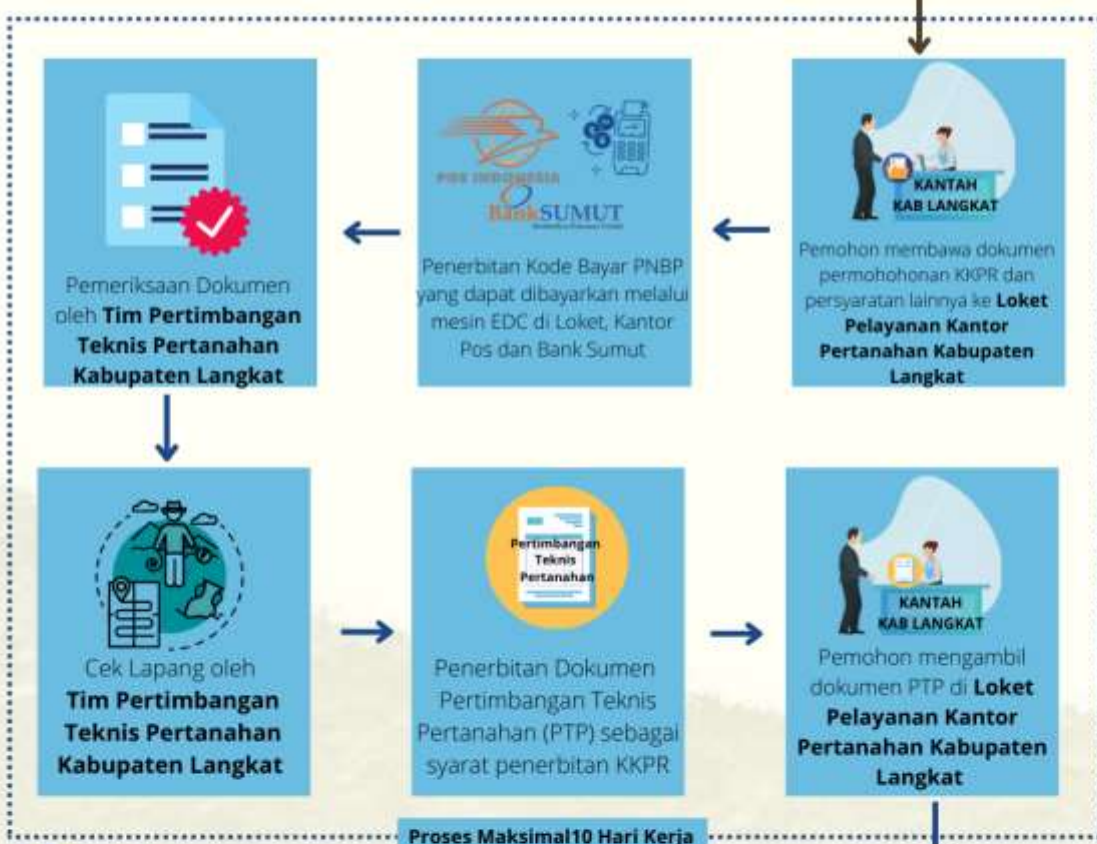 KANTAH
KAB LANGKAT
Pemohon membawa dokumen
permohohonan KKPR dan
persyaratan lainnya ke Loket
Pelayanan Kantor
Pertanahan Kabupaten
Langkat
POS INDONESIA
BankSUMUT
Penerbitan Kode Bayar PNBP
yang dapat dibayarkan melalui
mesin EDC di Loket, Kantor
Pos dan Bank Sumut
Pemeriksaan Dokumen
oleh Tim Pertimbangan
Teknis Pertanahan
Kabupaten Langkat
Cek Lapang oleh
Tim Pertimbangan
Teknis Pertanahan
Kabupaten Langkat
Pertimbangan
Teknis
Pertanahan
Penerbitan Dokumen
Pertimbangan Teknis
Pertanahan (PTP) sebagai
syarat penerbitan KKPR
KANTAH
KAB LANGKAT
Pemohon mengambil
dokumen PTP di Loket
Pelayanan Kantor
Pertanahan Kabupaten
Langkat
Proses Maksimal10 Hari Kerja